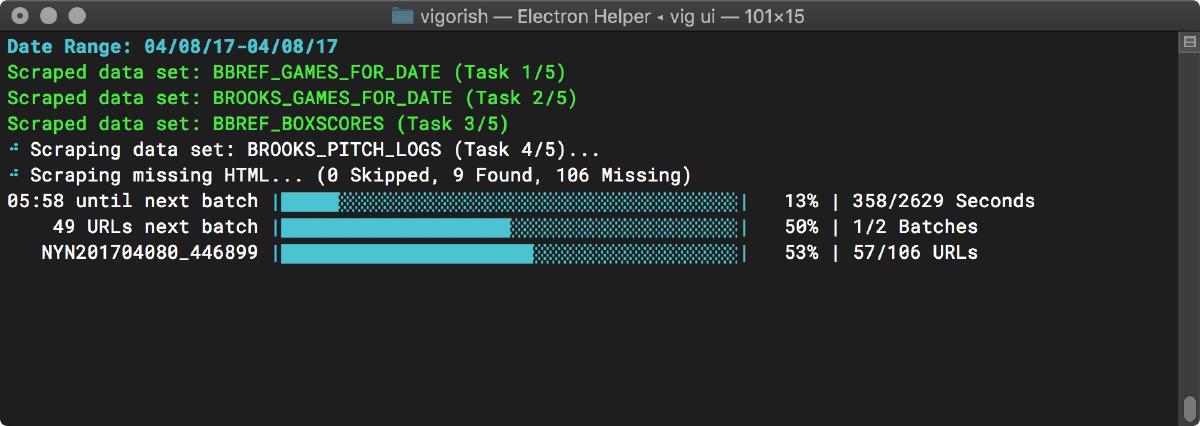 vigorish — Electron Helper ◂ vig ui — 101×15
Date Range: 04/08/17-04/08/17
Scraped data set: BBREF_GAMES_FOR_DATE (Task 1/5)
Scraped data set: BROOKS_GAMES_FOR_DATE (Task 2/5)
Scraped data set: BBREF_BOXSCORES (Task 3/5)
Scraping data set: BROOKS_PITCH_LOGS (Task 4/5)...
Scraping missing HTML... (0 Skipped, 9 Found, 106 Missing)
05:58 until next batch | | 13% | 358/2629 Seconds
49 URLs next batch | | 50% | 1/2 Batches
NYN201704080_446899 | | 53% | 57/106 URLs